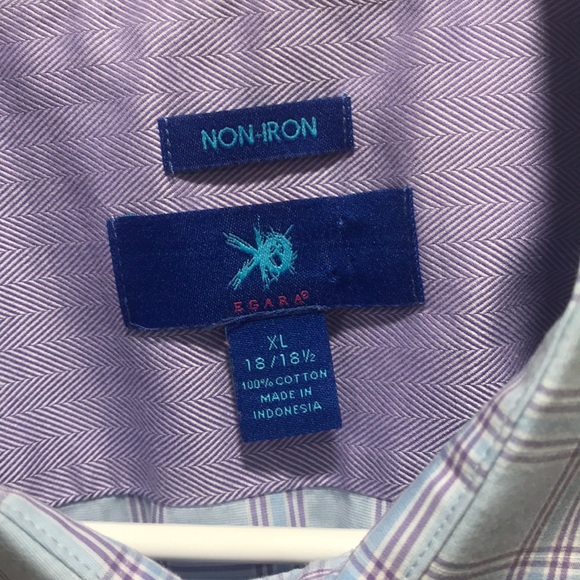 NON-IRON
EGARA®
XL
18/18½
100% COTTON
MADE IN
INDONESIA